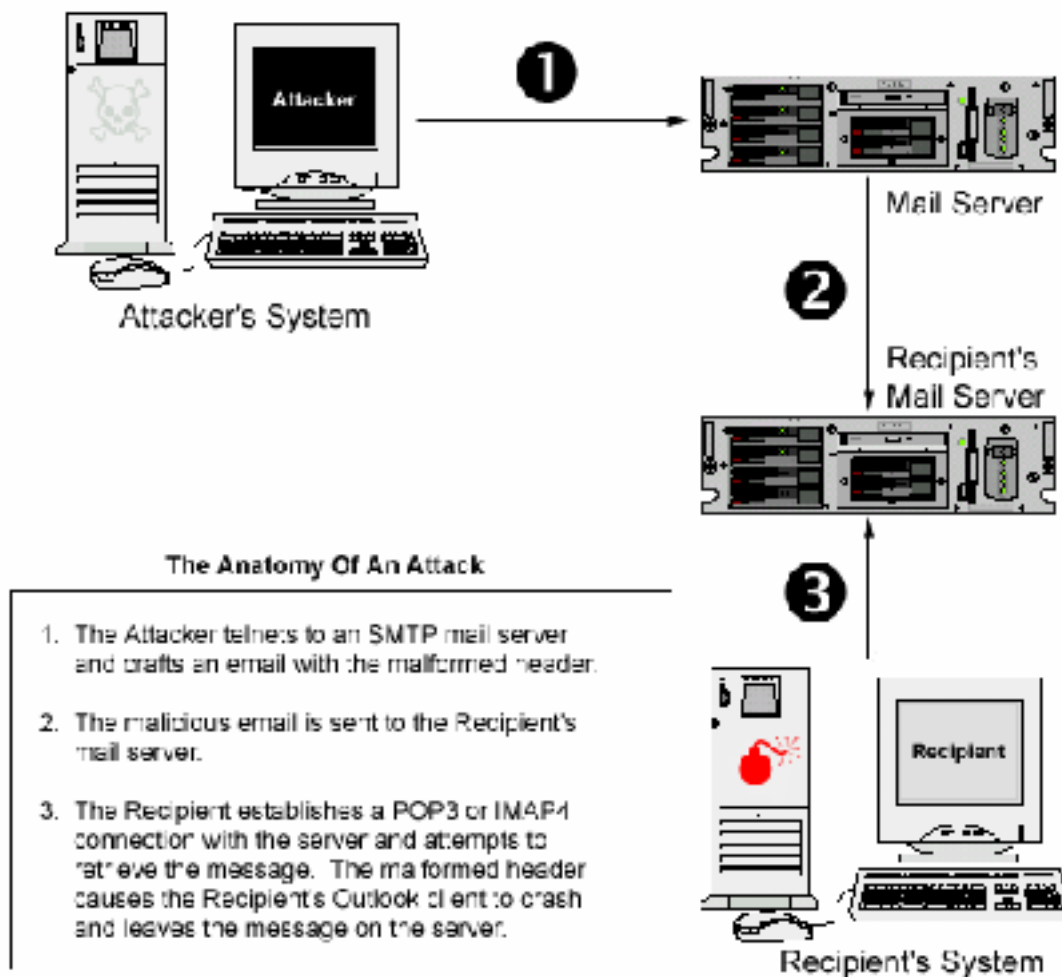 Attacker
1
Mail Server
Attacker's System
2
Recipient's
Mail Server
3
The Anatomy Of An Attack
1. The Attacker telnets to an SMTP mail server
and crafts an email with the malformed header.
2. The malicious email is sent to the Recipient's
mail server.
3. The Recipient establishes a POP3 or IMAP4
connection with the server and attempts to
retrieve the message. The malformed header
causes the Recipient's Outlook client to crash
and leaves the message on the server.
Recipient
Recipient's System